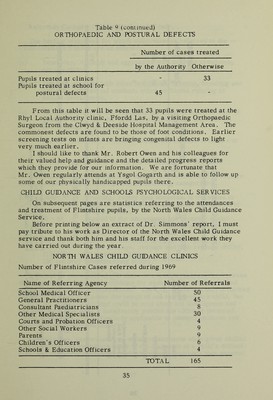 Table 9 (continued)
ORTHOPAEDIC AND POSTURAL DEFECTS
Number of cases treated
by the Authority Otherwise
Pupils treated at clinics - 33
Pupils treated at school for
postural defects 45 -
From this table it will be seen that 33 pupils were treated at the
Rhyl Local Authority clinic, Ffordd Las, by a visiting Orthopaedic
Surgeon from the Clwyd & Deeside Hospital Management Area. The
commonest defects are found to be those of foot conditions. Earlier
screening tests on infants are bringing congenital defects to light
very much earlier.
I should like to thank Mr. Robert Owen and his colleagues for
their valued help and guidance and the detailed progress reports
which they provide for our information. We are fortunate that
Mr. Owen regularly attends at Ysgol Gogarth and is able to follow up
some of our physically handicapped pupils there.
CHILD GUIDANCE AND SCHOOLS PSYCHOLOGICAL SERVICES
On subsequent pages are statistics referring to the attendances
and treatment of Flintshire pupils, by the North Wales Child Guidance
Service.
Before printing below an extract of Dr. Simmons' report, I must
pay tribute to his work as Director of the North Wales Child Guidance
service and thank both him and his staff for the excellent work they
have carried out during the year.
NORTH WALES CHILD GUIDANCE CLINICS
Number of Flintshire Cases referred during 1969
Name of Referring Agency Number of Referrals
School Medical Officer 50
General Practitioners 45
Consultant Paediatricians 8
Other Medical Specialists 30
Courts and Probation Officers 4
Other Social Workers 9
Parents 9
Children's Officers 6
Schools & Education Officers 4
TOTAL 165
35